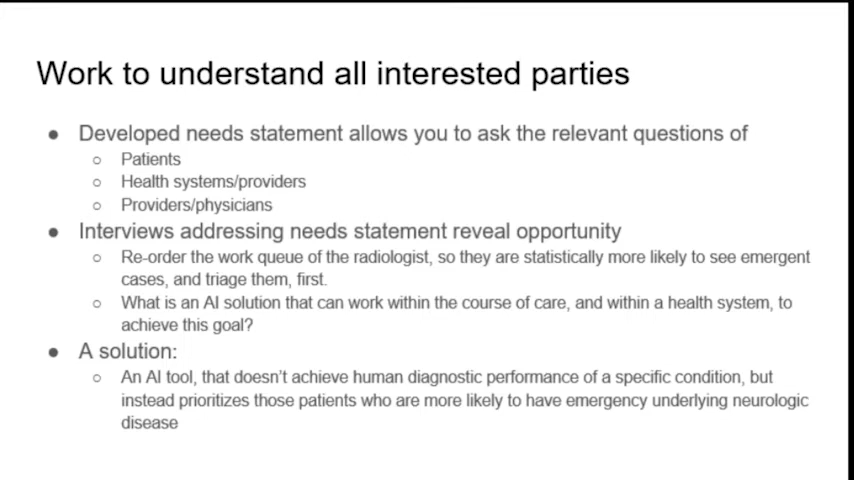 Work to understand all interested parties
● Developed needs statement allows you to ask the relevant questions of
○ Patients
○ Health systems/providers
○ Providers/physicians
● Interviews addressing needs statement reveal opportunity
○ Re-order the work queue of the radiologist, so they are statistically more likely to see emergent
cases, and triage them, first.
○ What is an AI solution that can work within the course of care, and within a health system, to
achieve this goal?
● A solution:
○ An AI tool, that doesn't achieve human diagnostic performance of a specific condition, but
instead prioritizes those patients who are more likely to have emergency underlying neurologic
disease